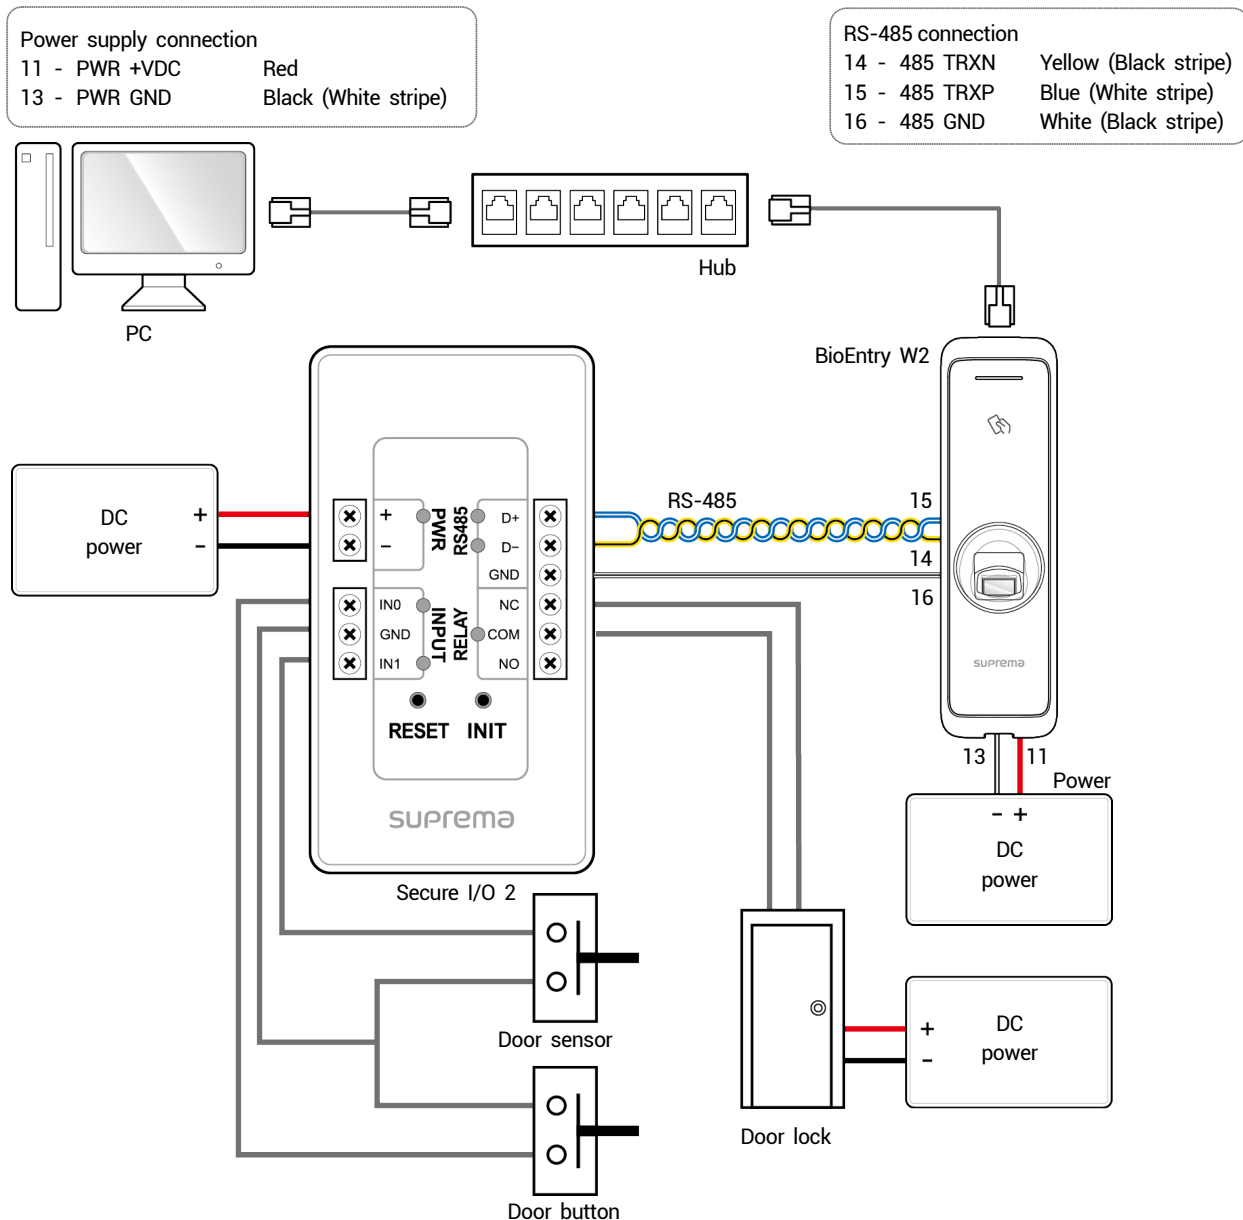 Power supply connection
11 - PWR +VDC Red
13 - PWR GND Black (White stripe)
RS-485 connection
14 - 485 TRXN Yellow (Black stripe)
15 - 485 TRXP Blue (White stripe)
16 - 485 GND White (Black stripe)
Hub
PC
BioEntry W2
DC
power
+
-
+
-
PWR
RS485
D+
D-
GND
IN0
GND
IN1
INPUT
RELAY
NC
COM
NO
RESET INIT
suprema
Secure I/O 2
RS-485
15
14
16
suprema
13
11
Power
- +
DC
power
Door sensor
Door button
Door lock
+
-
DC
power